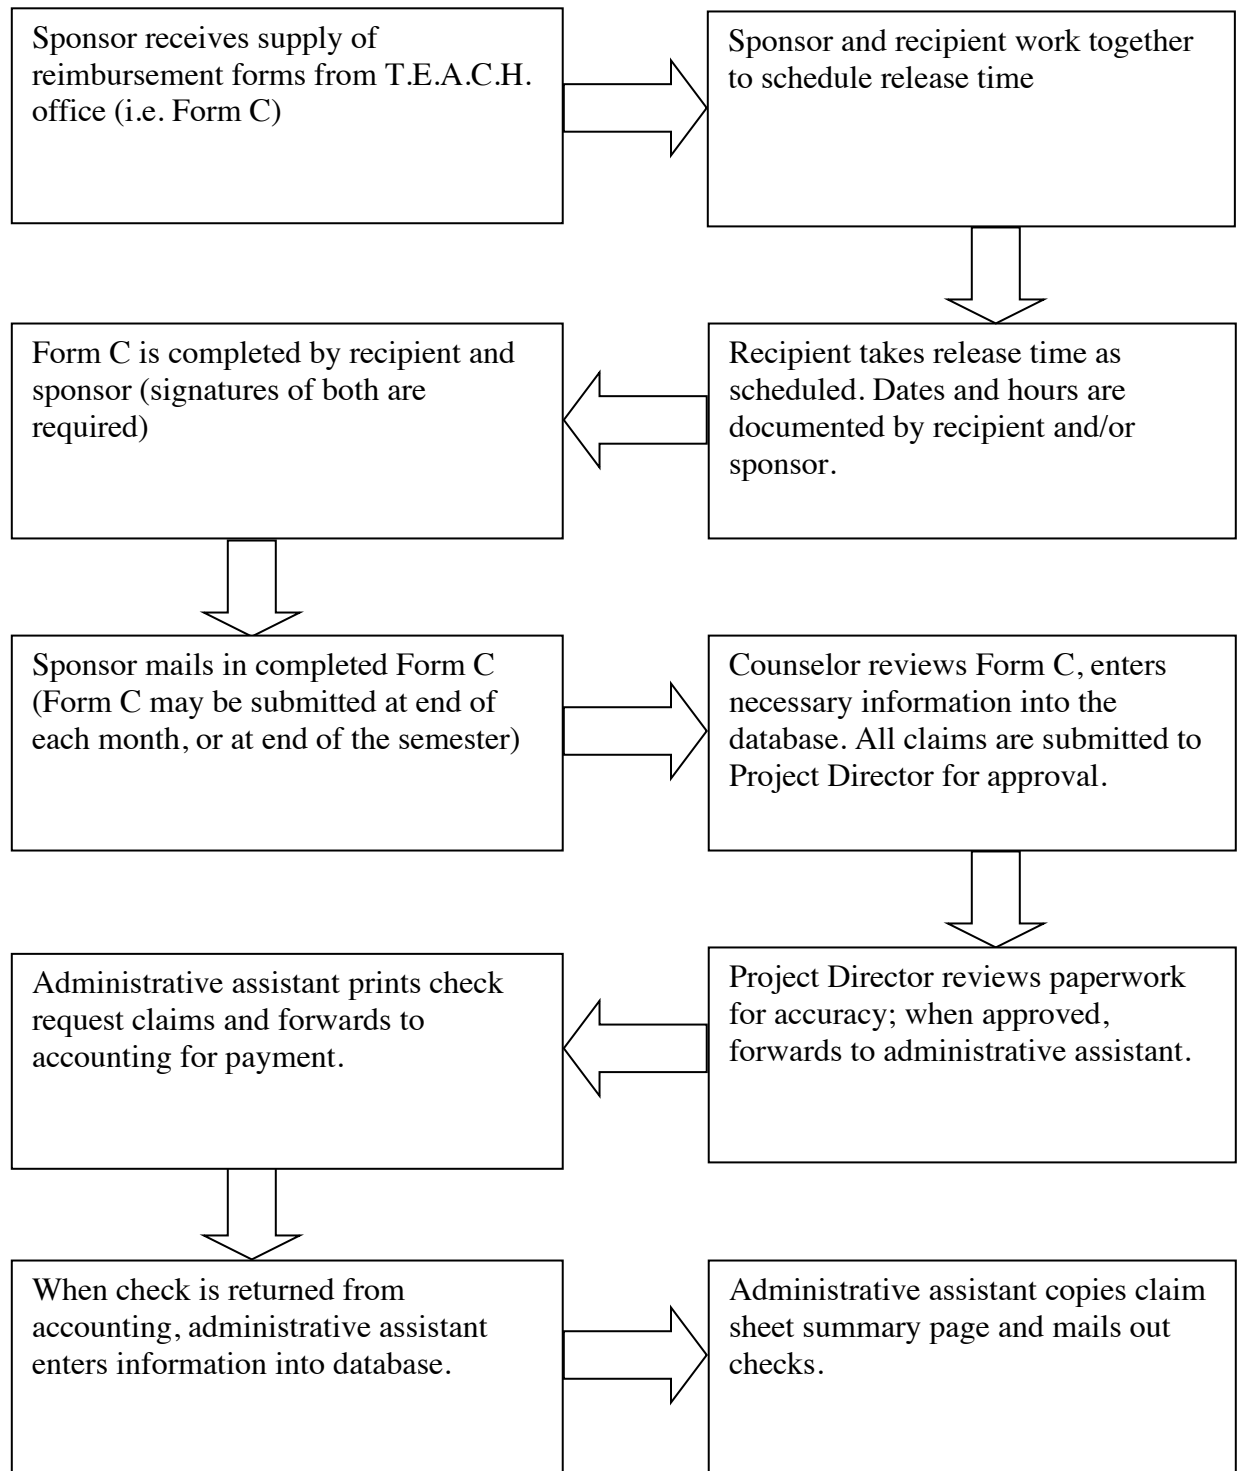 Sponsor receives supply of
reimbursement forms from T.E.A.C.H.
office (i.e. Form C)
Sponsor and recipient work together
to schedule release time
Recipient takes release time as
scheduled. Dates and hours are
documented by recipient and/or
sponsor.
Form C is completed by recipient and
sponsor (signatures of both are
required)
Sponsor mails in completed Form C
(Form C may be submitted at end of
each month, or at end of the semester)
Counselor reviews Form C, enters
necessary information into the
database. All claims are submitted to
Project Director for approval.
Project Director reviews paperwork
for accuracy; when approved,
forwards to administrative assistant.
Administrative assistant prints check
request claims and forwards to
accounting for payment.
When check is returned from
accounting, administrative assistant
enters information into database.
Administrative assistant copies claim
sheet summary page and mails out
checks.